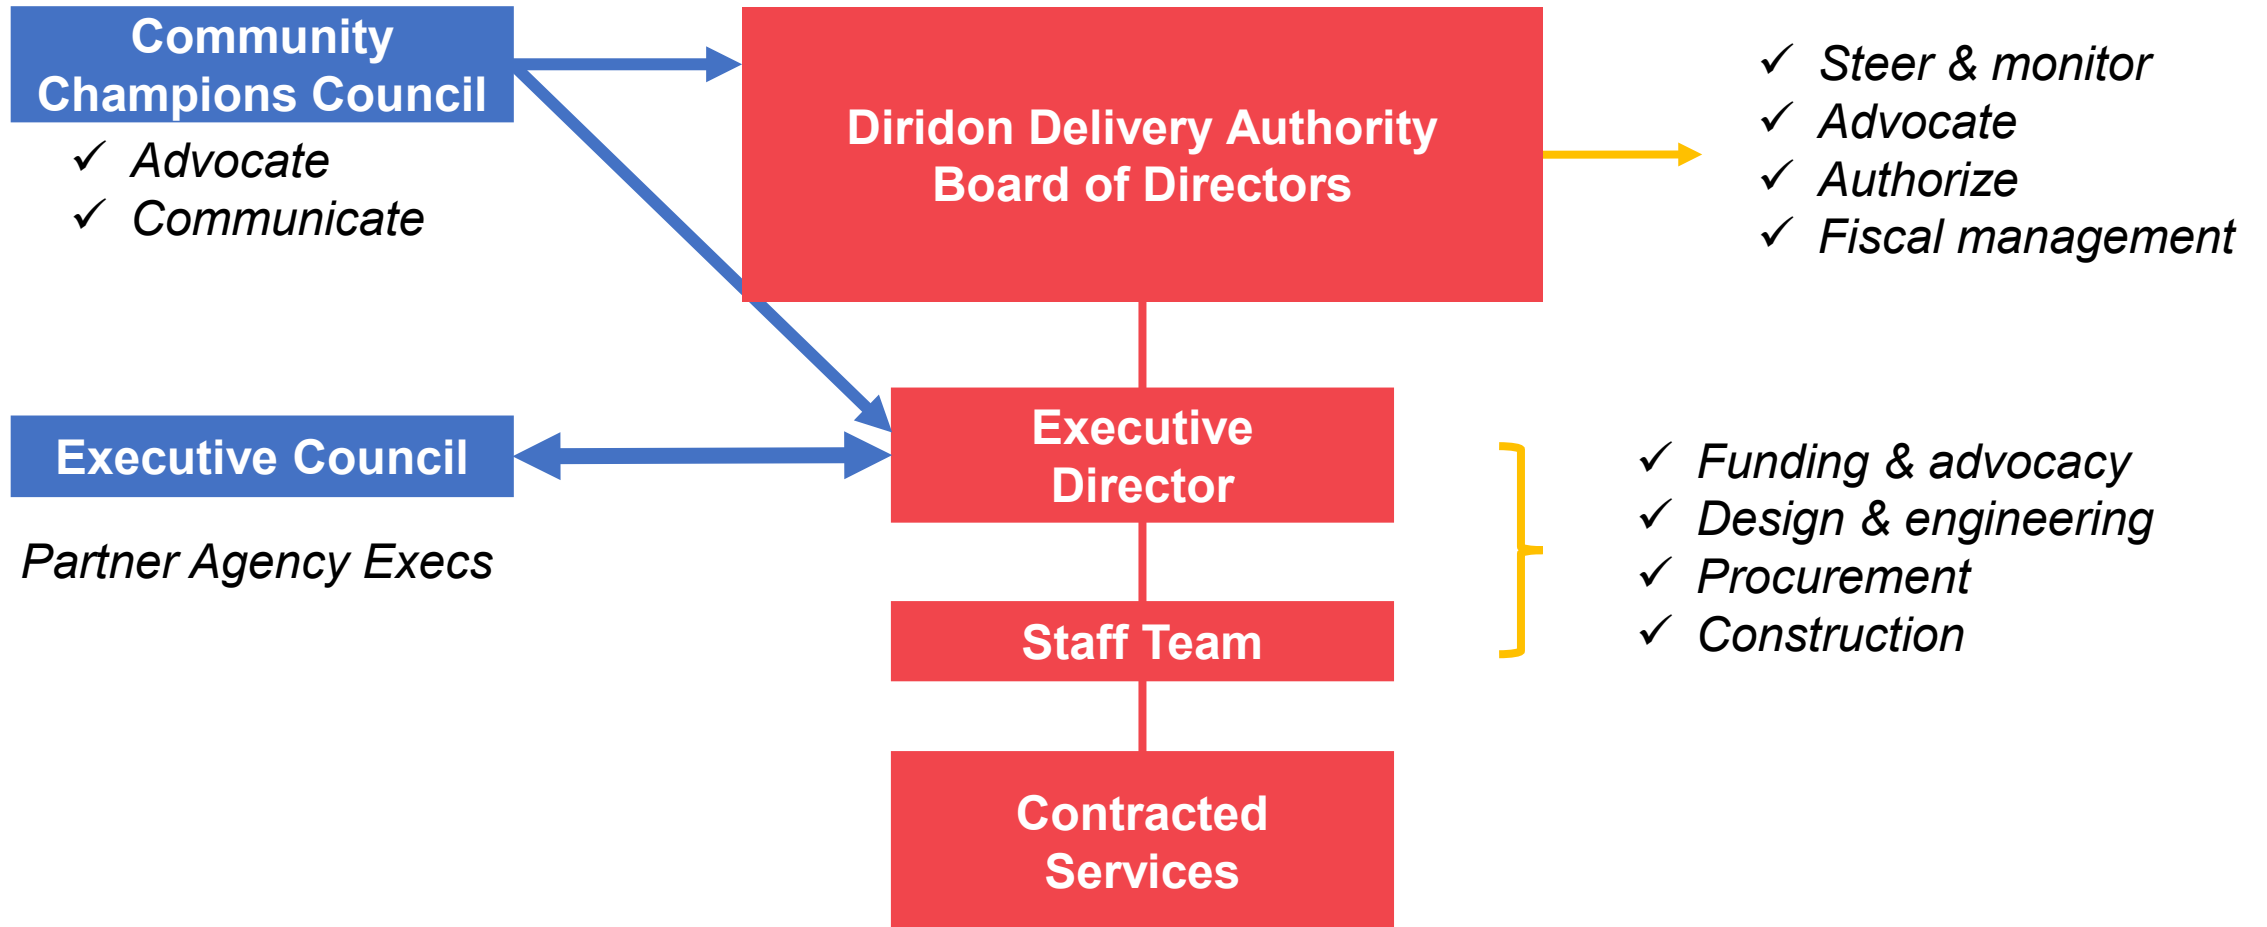 Community
Champions Council
✓ Advocate
✓ Communicate
Diridon Delivery Authority
Board of Directors
✓ Steer & monitor
✓ Advocate
✓ Authorize
✓ Fiscal management
Executive Council
Partner Agency Execs
Executive
Director
Staff Team
Contracted
Services
✓ Funding & advocacy
✓ Design & engineering
✓ Procurement
✓ Construction